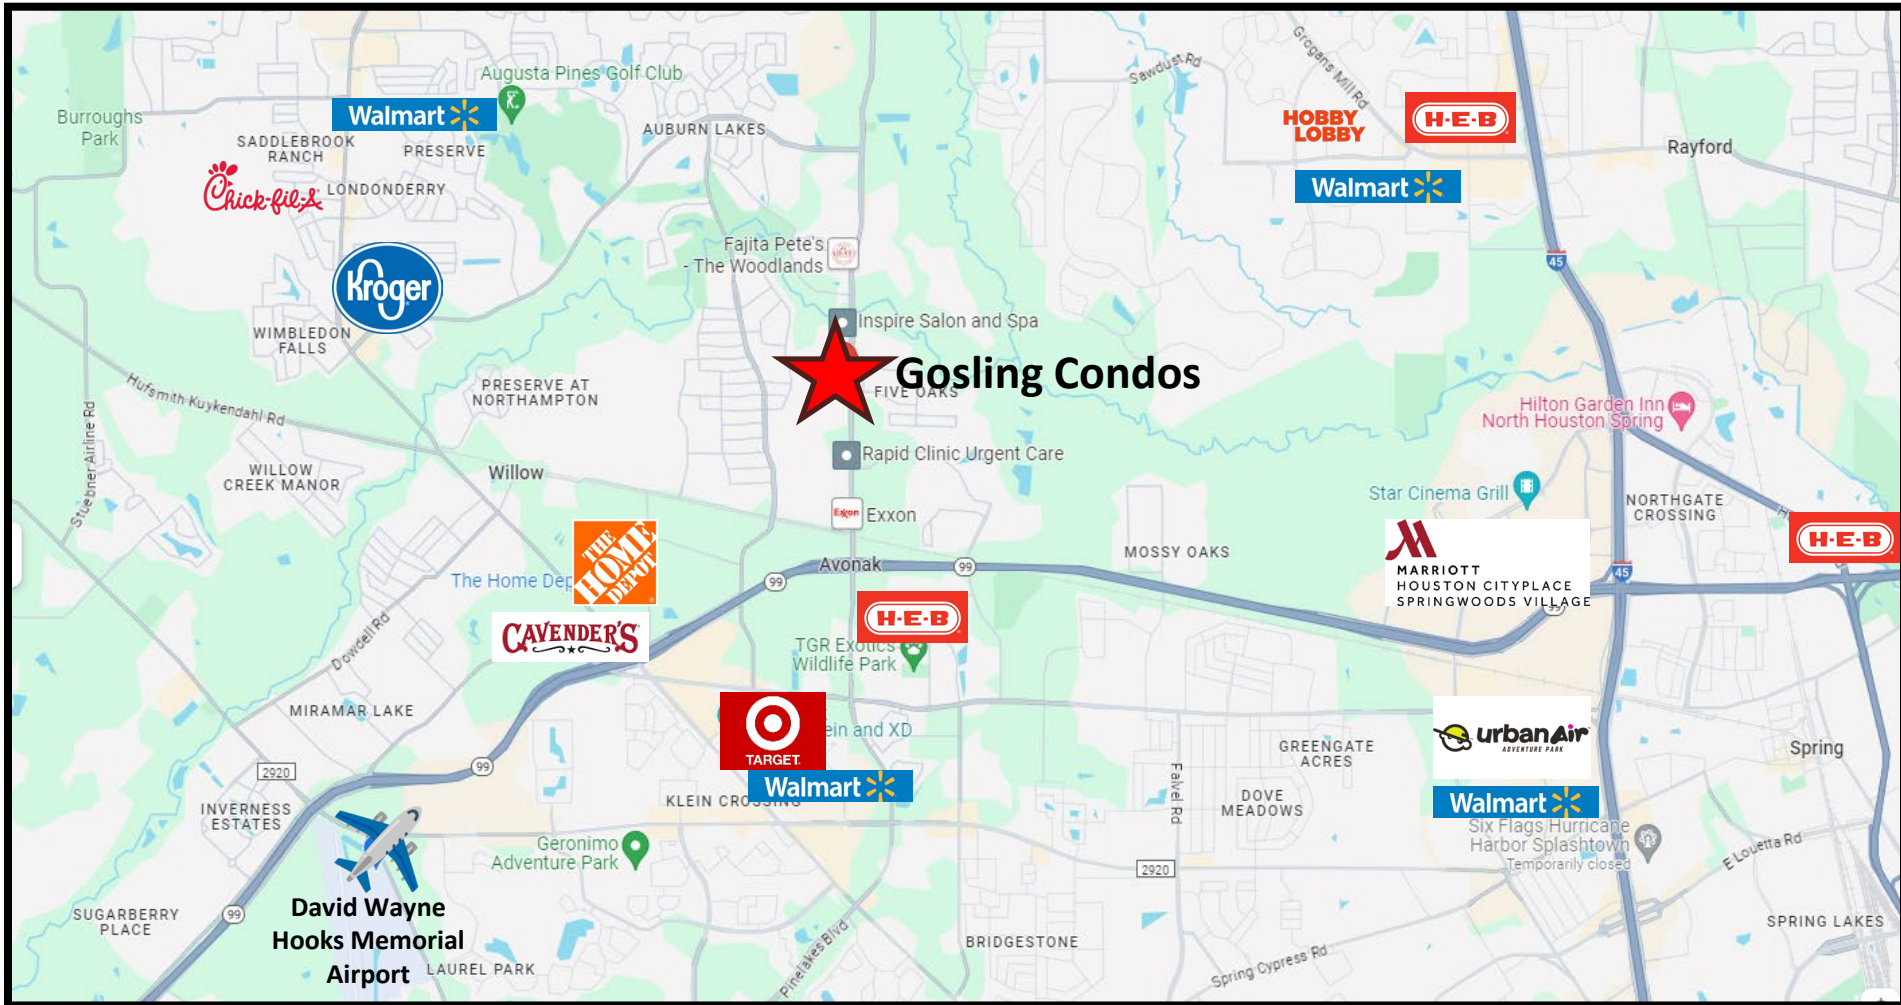 Burroughs
Park
Augusta Pines Golf Club
Walmart
SADDLEBROOK
RANCH
PRESERVE
AUBURN LAKES
Chick-fil-A
LONDONDERRY
Sawdust Rd
Grogans Mill Rd
HOBBY
LOBBY
H-E-B
Rayford
Walmart
Fajita Pete's
- The Woodlands
45
Kroger
WIMBLEDON
FALLS
Inspire Salon and Spa
Gosling Condos
FIVE OAKS
PRESERVE AT
NORTHAMPTON
Hufsmith Kuykendahl Rd
Stuebner Airline Rd
Hilton Garden Inn
North Houston Spring
WILLOW
CREEK MANOR
Willow
Rapid Clinic Urgent Care
Star Cinema Grill
NORTHGATE
CROSSING
Exxon
Exxon
H-E-B
THE
HOME
DEPOT
The Home Dep
Avonak
99
99
MOSSY OAKS
MARRIOTT
HOUSTON CITYPLACE
SPRINGWOODS VILLAGE
45
99
CAVENDER'S
H-E-B
TGR Exotics
Wildlife Park
Dowdell Rd
MIRAMAR LAKE
TARGET
ein and XD
GREENGATE
ACRES
urbanAir
ADVENTURE PARK
Spring
2920
99
Walmart
KLEIN CROSSING
Falvel Rd
DOVE
MEADOWS
Walmart
INVERNESS
ESTATES
Geronimo
Adventure Park
Six Flags Hurricane
Harbor Splashtown
Temporarily closed
E Louetta Rd
2920
SUGARBERRY
PLACE
99
David Wayne
Hooks Memorial
Airport
LAUREL PARK
Pinelakes Blvd
BRIDGESTONE
Spring Cypress Rd
SPRING LAKES